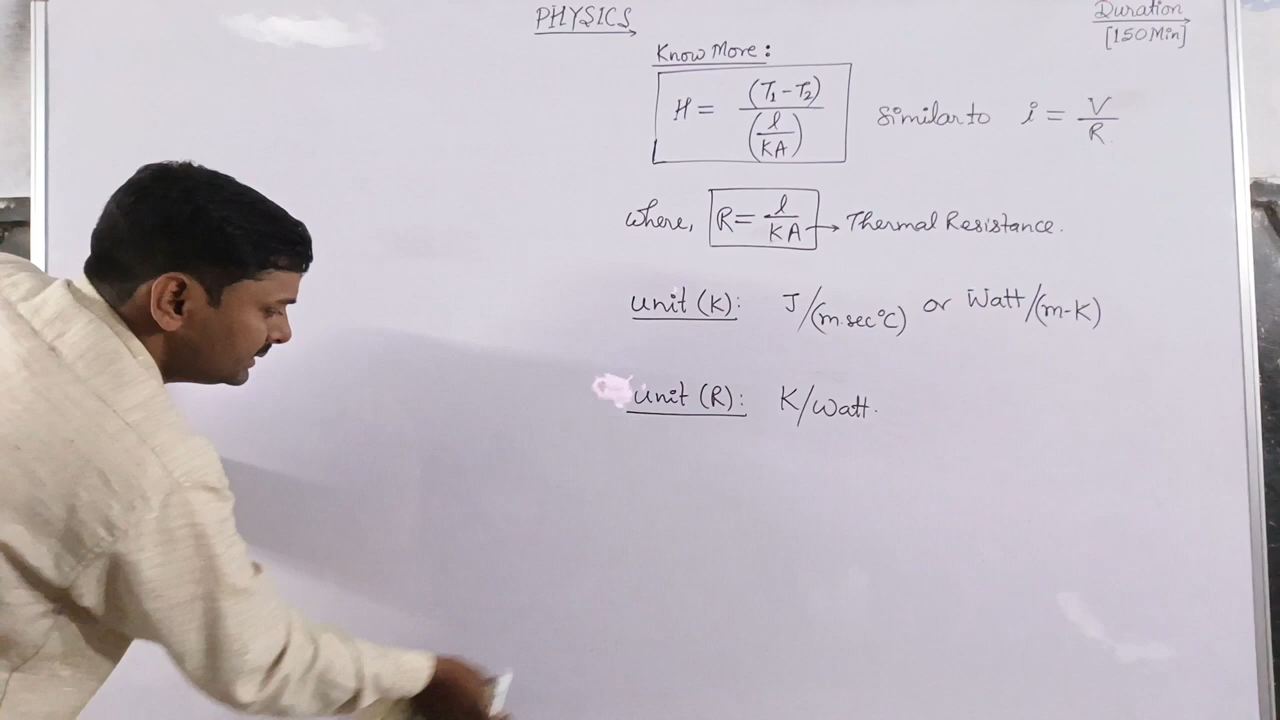 PHYSICS
Duration
[150 Min]
Know More:
H = (T₁ - T₂) / (l / KA) similar to i = V / R
where, R = l / KA → Thermal Resistance.
unit (K): J/(m.sec°C) or Watt/(m-K)
unit (R): K/Watt.